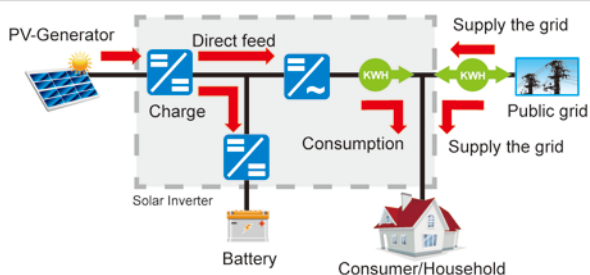 Supply the grid
PV-Generator
Direct feed
KWH
KWH
Charge
Public grid
Consumption
Supply the grid
Solar Inverter
Battery
Consumer/Household